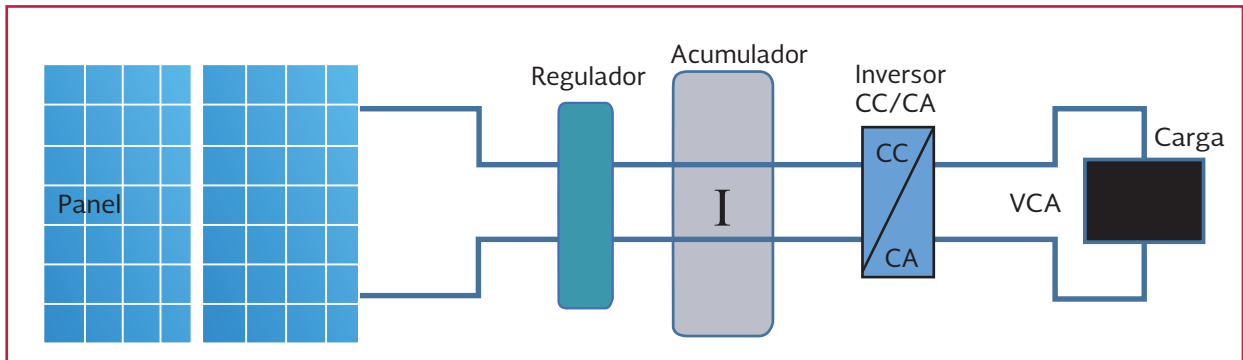 Panel
Regulador
Acumulador
I
Inversor
CC/CA
CC
CA
VCA
Carga